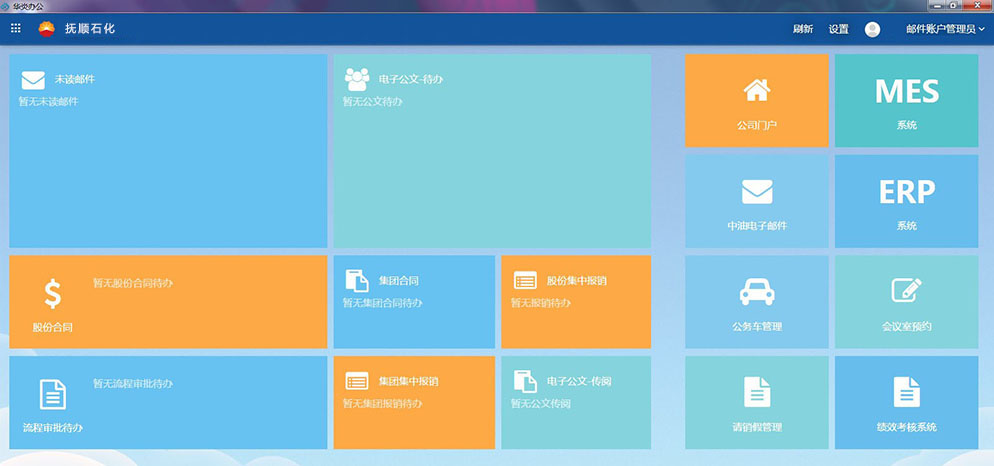 华炎办公
抚顺石化
刷新 设置 邮件账户管理员
未读邮件
暂无未读邮件
电子公文-待办
暂无公文待办
公司门户
MES
系统
中油电子邮件
ERP
系统
暂无股份合同待办
股份合同
集团合同
暂无集团合同待办
股份集中报销
暂无报销待办
公务车管理
会议室预约
暂无流程审批待办
流程审批待办
集团集中报销
暂无集团报销待办
电子公文-传阅
暂无公文传阅
请销假管理
绩效考核系统